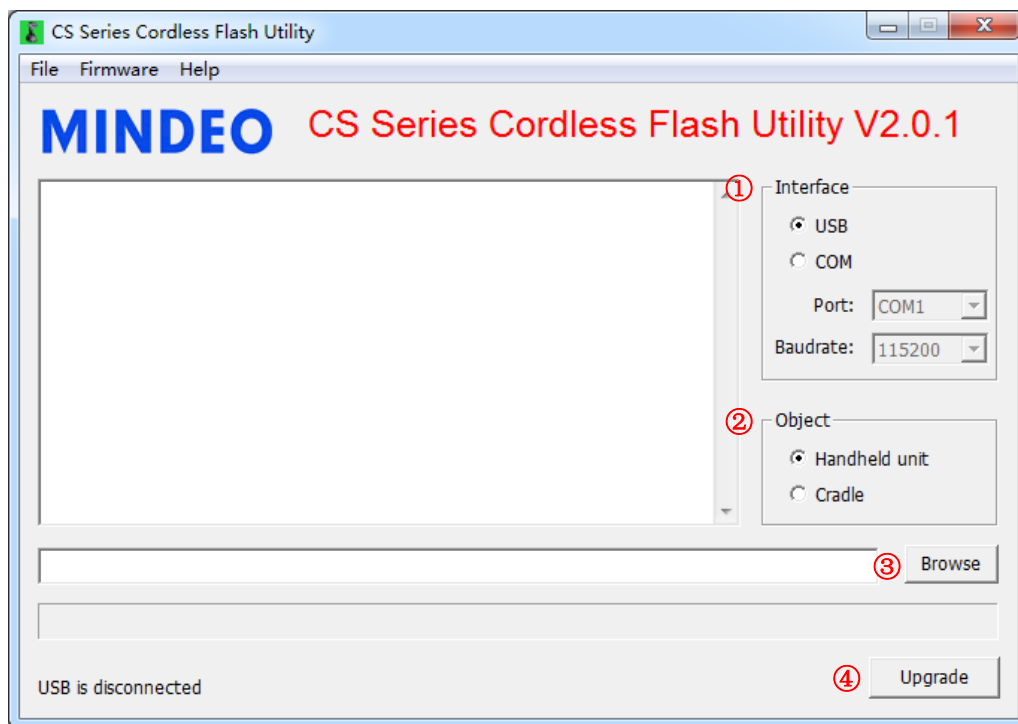 CS Series Cordless Flash Utility
File Firmware Help
MINDEO CS Series Cordless Flash Utility V2.0.1
① Interface
USB
COM
Port: COM1
Baudrate: 115200
② Object
Handheld unit
Cradle
③ Browse
④ Upgrade
USB is disconnected